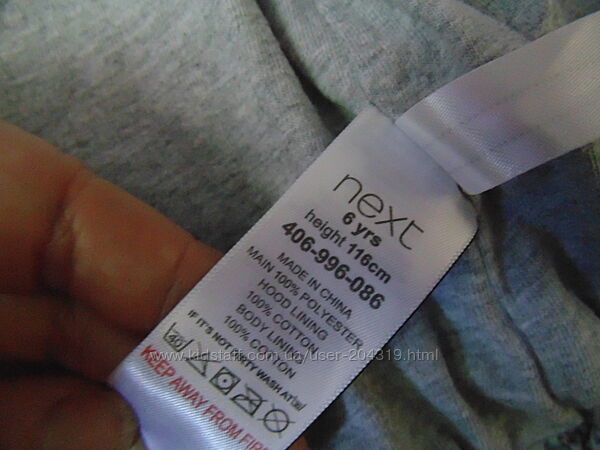 next
6 yrs
height 116cm
406-996-086
MADE IN CHINA
MAIN 100% POLYESTER
HOOD LINING
100% COTTON
BODY LINING
100% COTTON
IF IT'S NOT DIRTY WASH AT
KEEP AWAY FROM FIRE
www.kidstaff.com.ua/user-204319.html